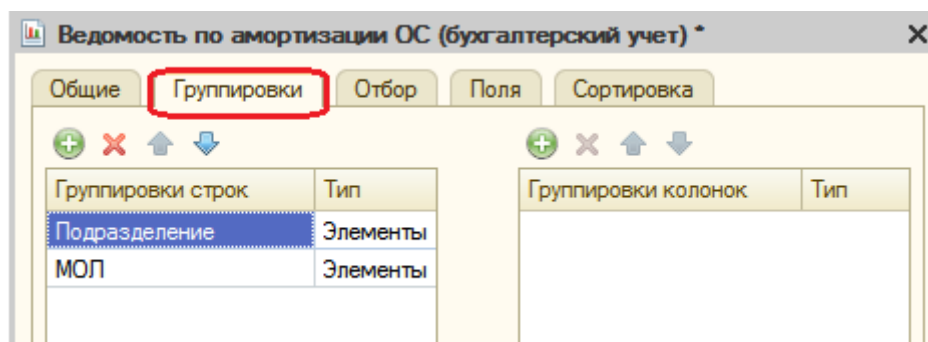 Ведомость по амортизации ОС (бухгалтерский учет) *
Общие Группировки Отбор Поля Сортировка
Группировки строк Тип Группировки колонок Тип
Подразделение Элементы
МОЛ Элементы